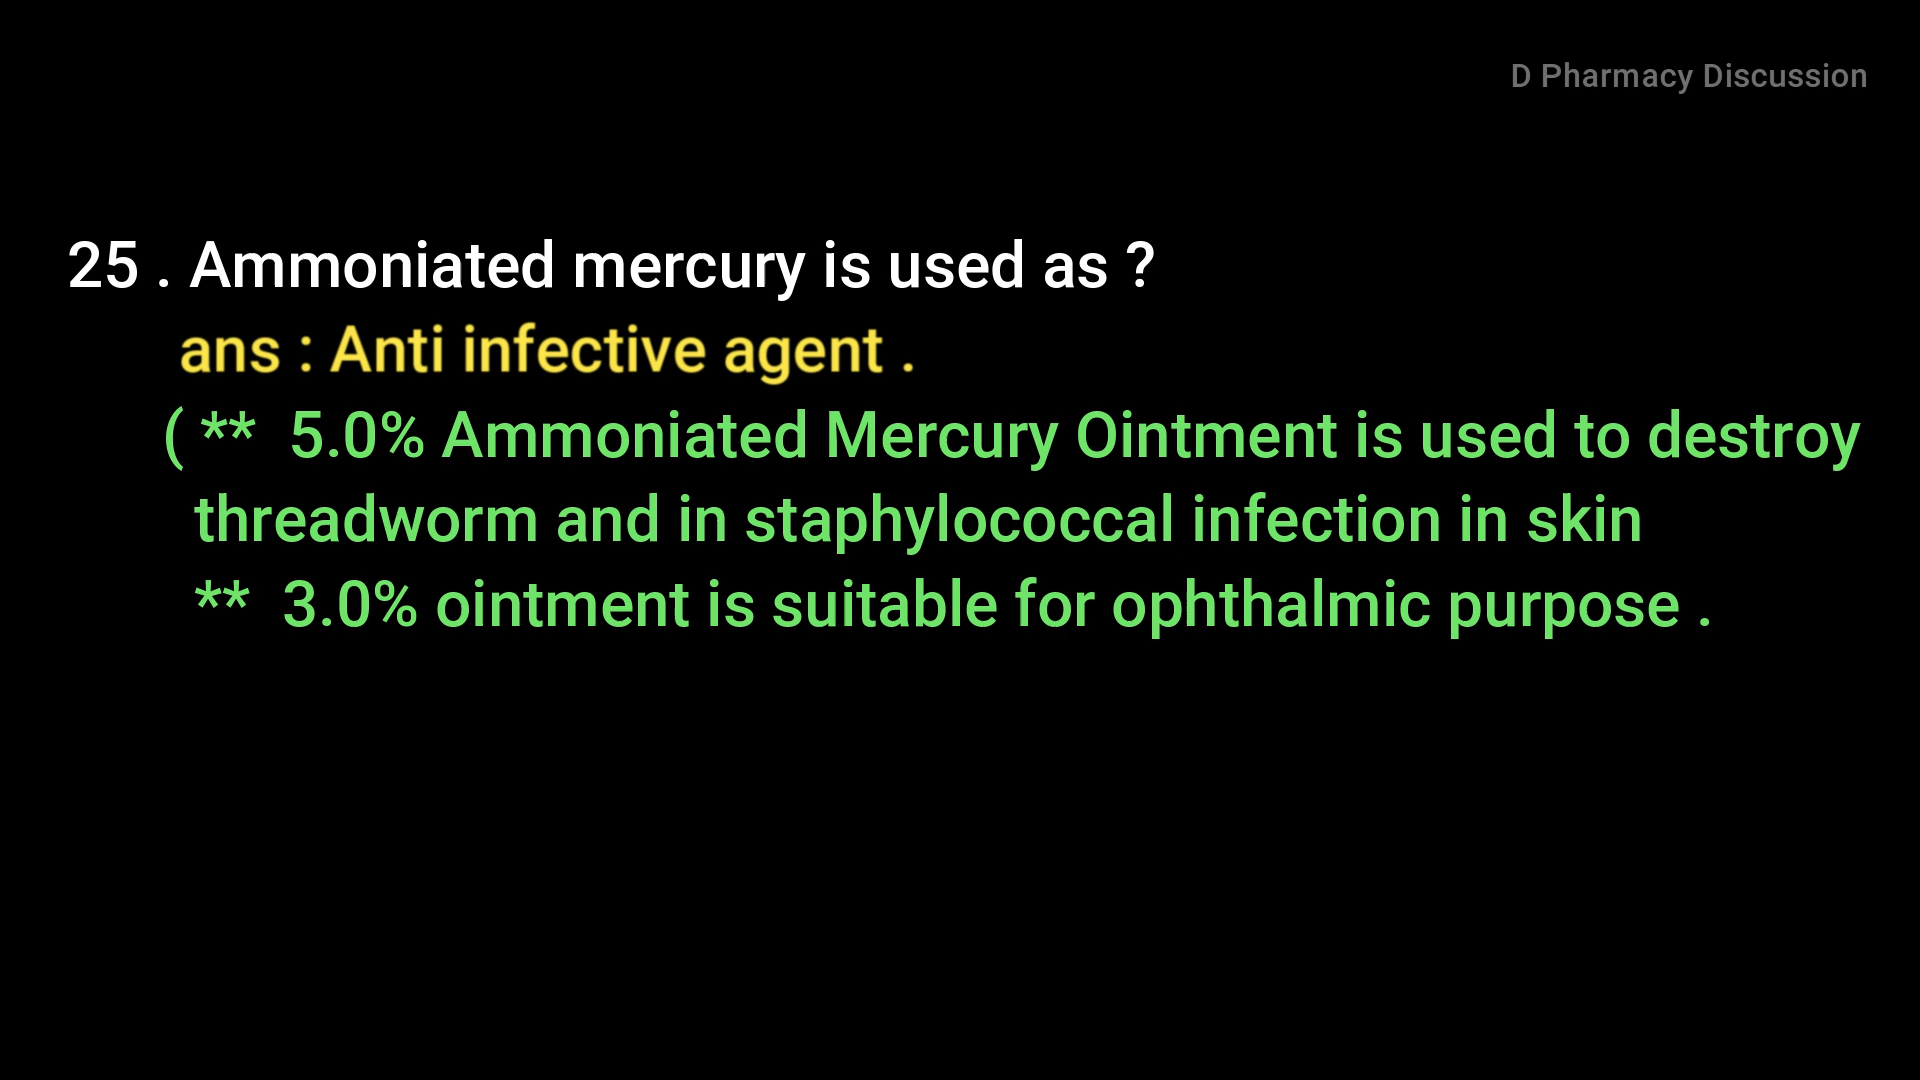 D Pharmacy Discussion
25 . Ammoniated mercury is used as ?
ans : Anti infective agent .
( ** 5.0% Ammoniated Mercury Ointment is used to destroy
threadworm and in staphylococcal infection in skin
** 3.0% ointment is suitable for ophthalmic purpose .